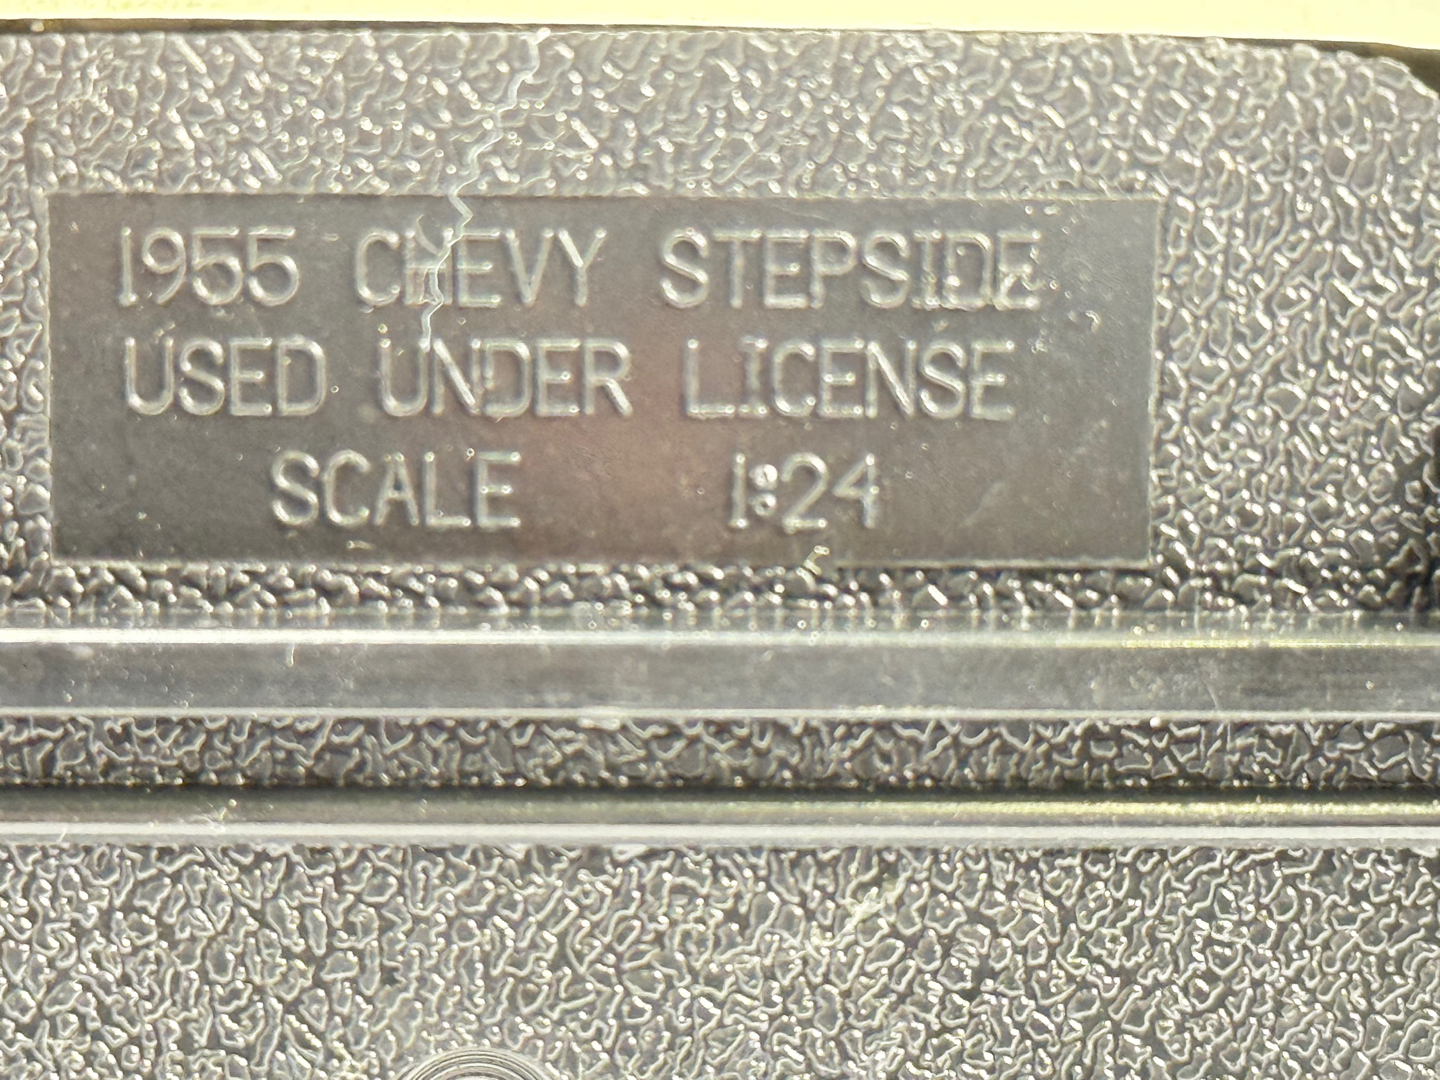 1955 CHEVY STEPSIDE
USED UNDER LICENSE
SCALE 1:24